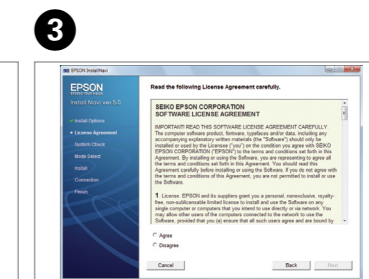 3
EPSON InstallNavi
EPSON
EXCEED YOUR VISION
Install Navi ver.5.0
Install Options
License Agreement
System Check
Mode Select
Install
Connection
Finish
Read the following License Agreement carefully.
SEIKO EPSON CORPORATION
SOFTWARE LICENSE AGREEMENT
IMPORTANT! READ THIS SOFTWARE LICENSE AGREEMENT CAREFULLY.
The computer software product, fontware, typefaces and/or data, including any
accompanying explanatory written materials (the "Software") should only be
installed or used by the Licensee ("you") on the condition you agree with SEIKO
EPSON CORPORATION ("EPSON") to the terms and conditions set forth in this
Agreement. By installing or using the Software, you are representing to agree all
the terms and conditions set forth in this Agreement. You should read this
Agreement carefully before installing or using the Software. If you do not agree with
the terms and conditions of this Agreement, you are not permitted to install or use
the Software.
1. License. EPSON and its suppliers grant you a personal, nonexclusive, royalty-
free, non-sublicensable limited license to install and use the Software on any
single computer or computers that you intend to use directly or via network. You
may allow other users of the computers connected to the network to use the
Software, provided that you (a) ensure that all such users agree and are bound by
Agree
Disagree
Cancel
Back
Next